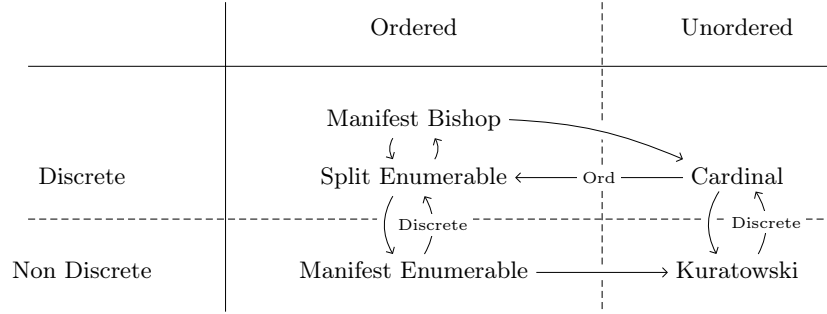 Ordered Unordered
Manifest Bishop
Discrete Split Enumerable Ord Cardinal
Discrete Discrete
Non Discrete Manifest Enumerable Kuratowski